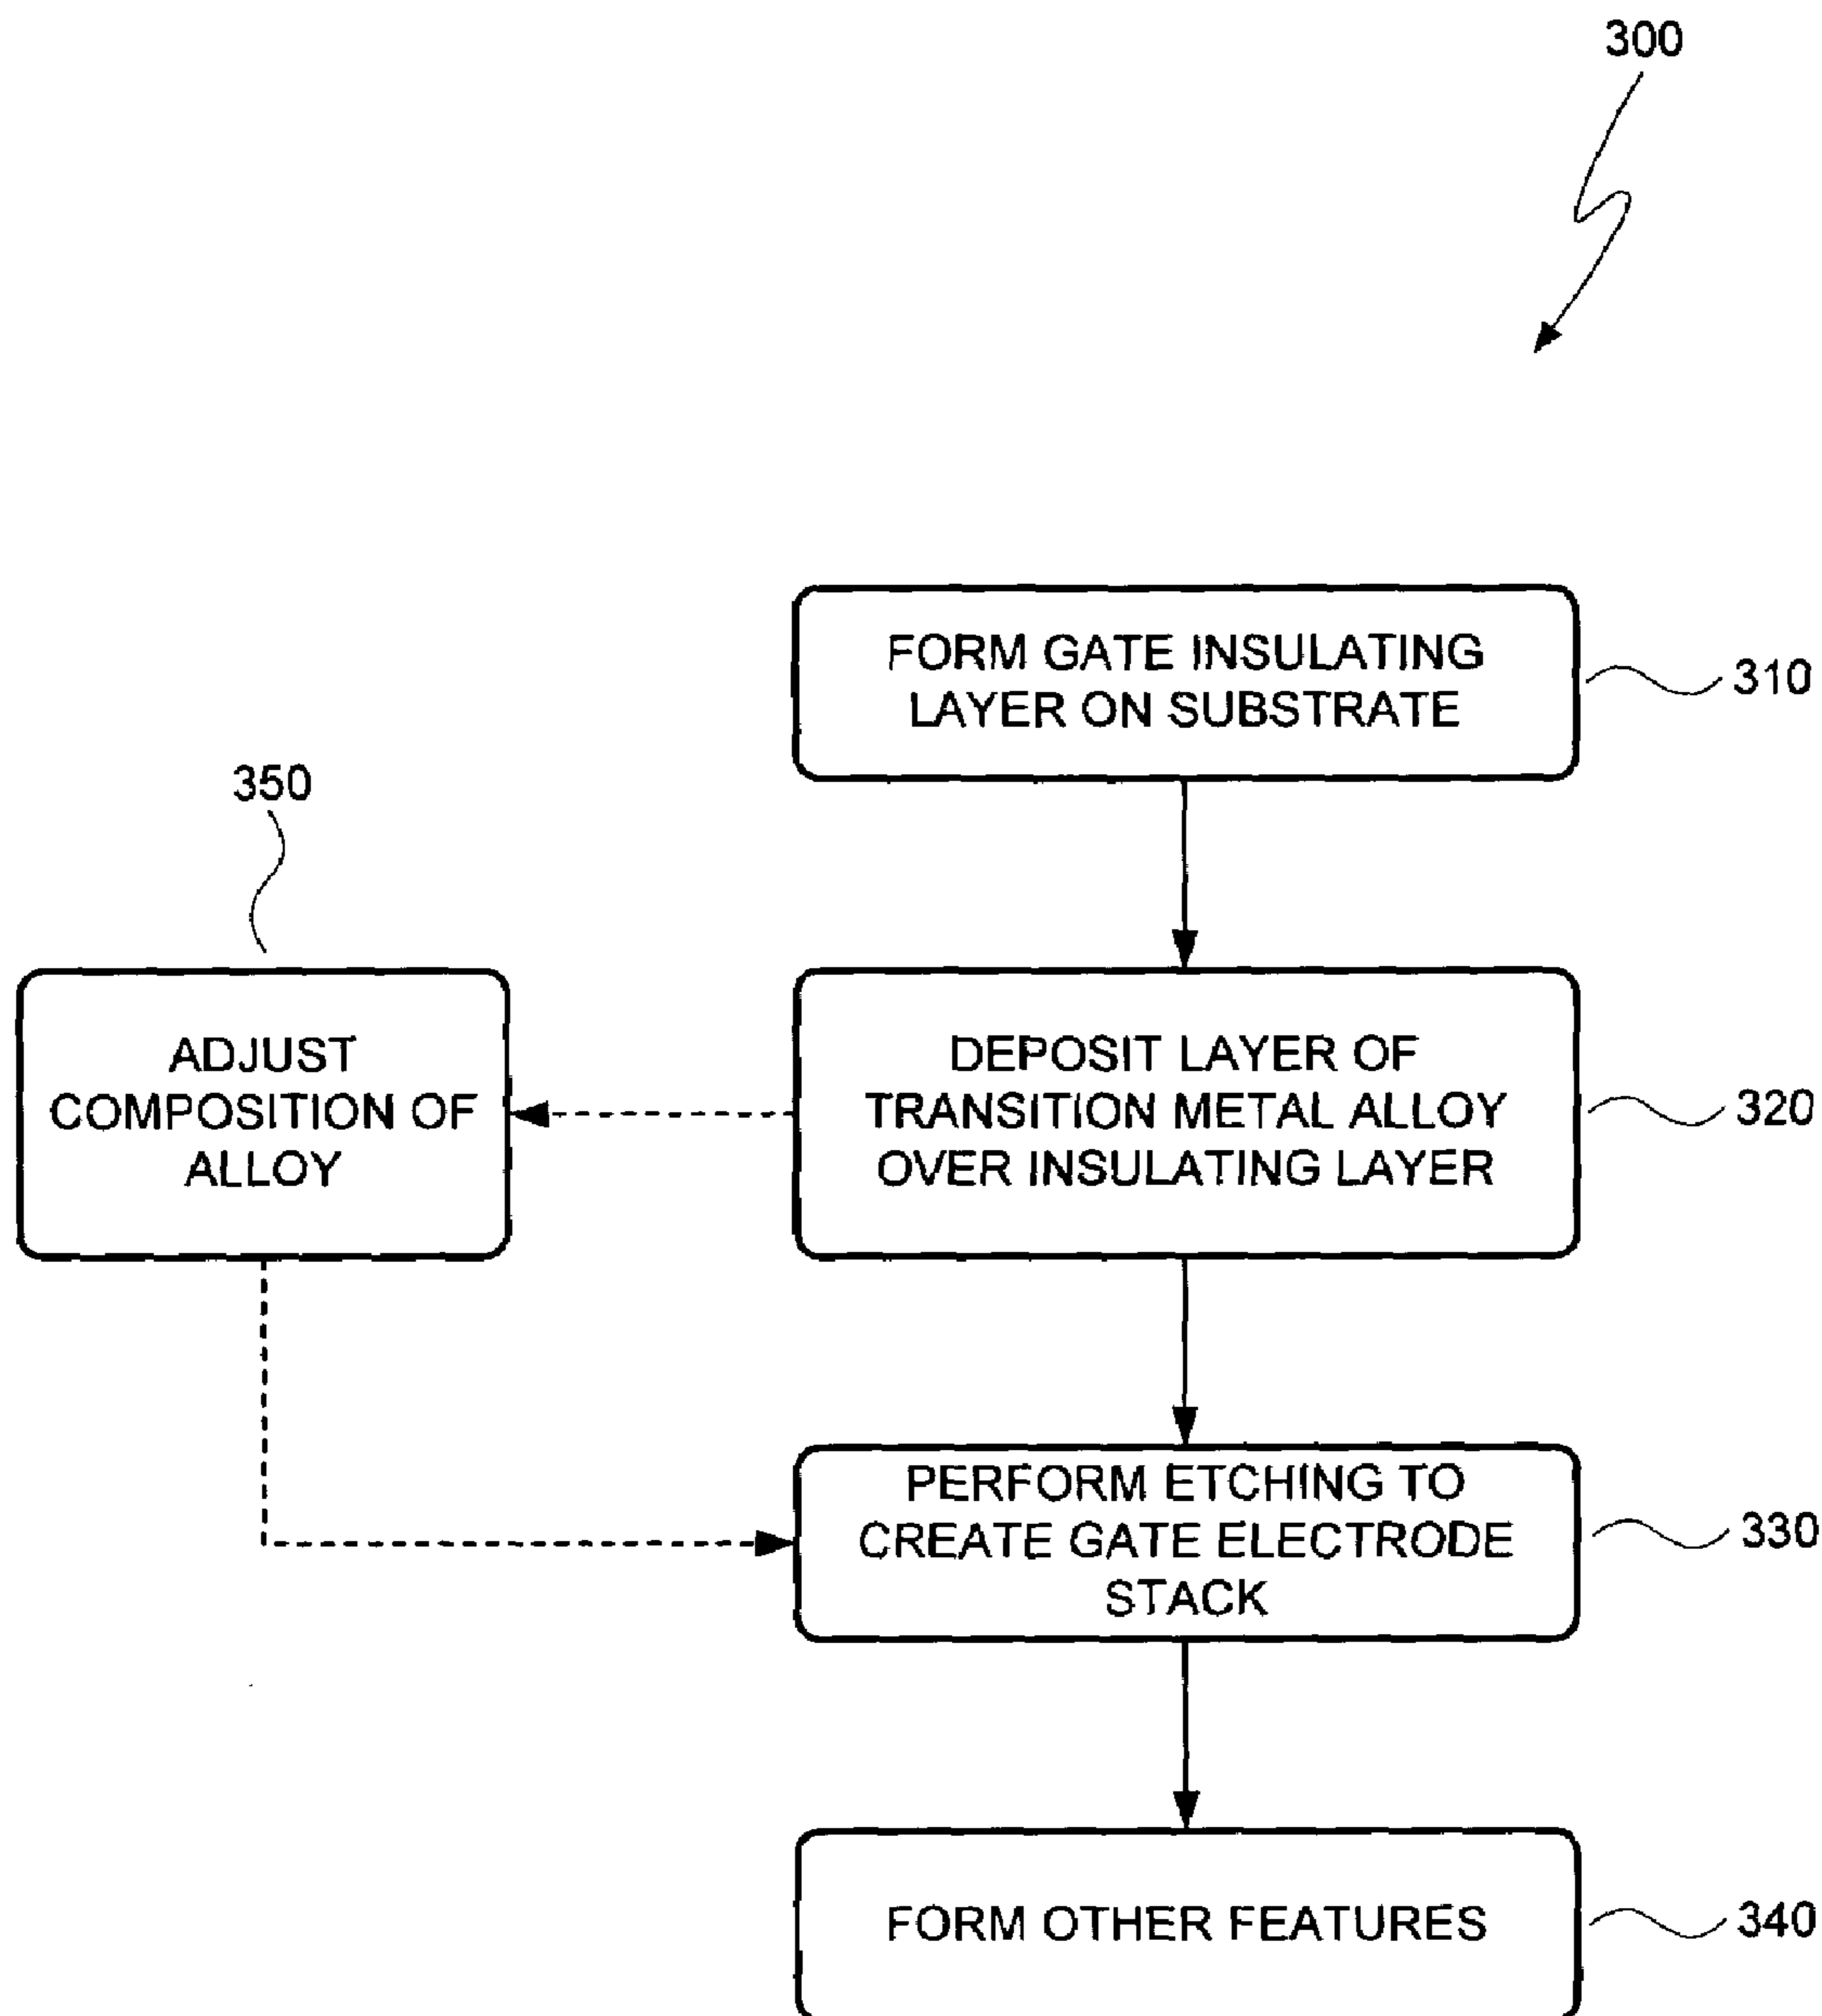 300
FORM GATE INSULATING
LAYER ON SUBSTRATE
310
350
ADJUST
COMPOSITION OF
ALLOY
DEPOSIT LAYER OF
TRANSITION METAL ALLOY
OVER INSULATING LAYER
320
PERFORM ETCHING TO
CREATE GATE ELECTRODE
STACK
330
FORM OTHER FEATURES
340